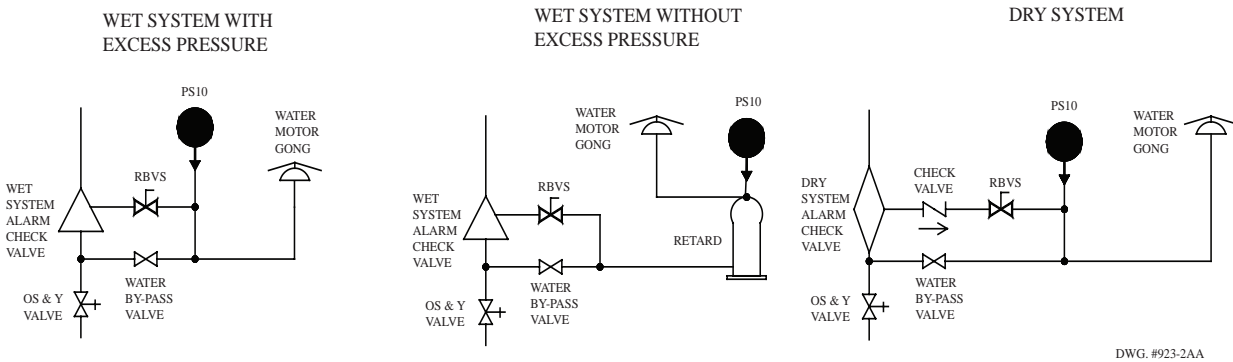 WET SYSTEM WITH
EXCESS PRESSURE
PS10
WATER
MOTOR
GONG
RBVS
WET
SYSTEM
ALARM
CHECK
VALVE
WATER
BY-PASS
VALVE
OS & Y
VALVE
WET SYSTEM WITHOUT
EXCESS PRESSURE
WATER
MOTOR
GONG
PS10
RBVS
WET
SYSTEM
ALARM
CHECK
VALVE
RETARD
WATER
BY-PASS
VALVE
OS & Y
VALVE
DRY SYSTEM
PS10
WATER
MOTOR
GONG
CHECK
VALVE
RBVS
DRY
SYSTEM
ALARM
CHECK
VALVE
WATER
BY-PASS
VALVE
OS & Y
VALVE
DWG. #923-2AA